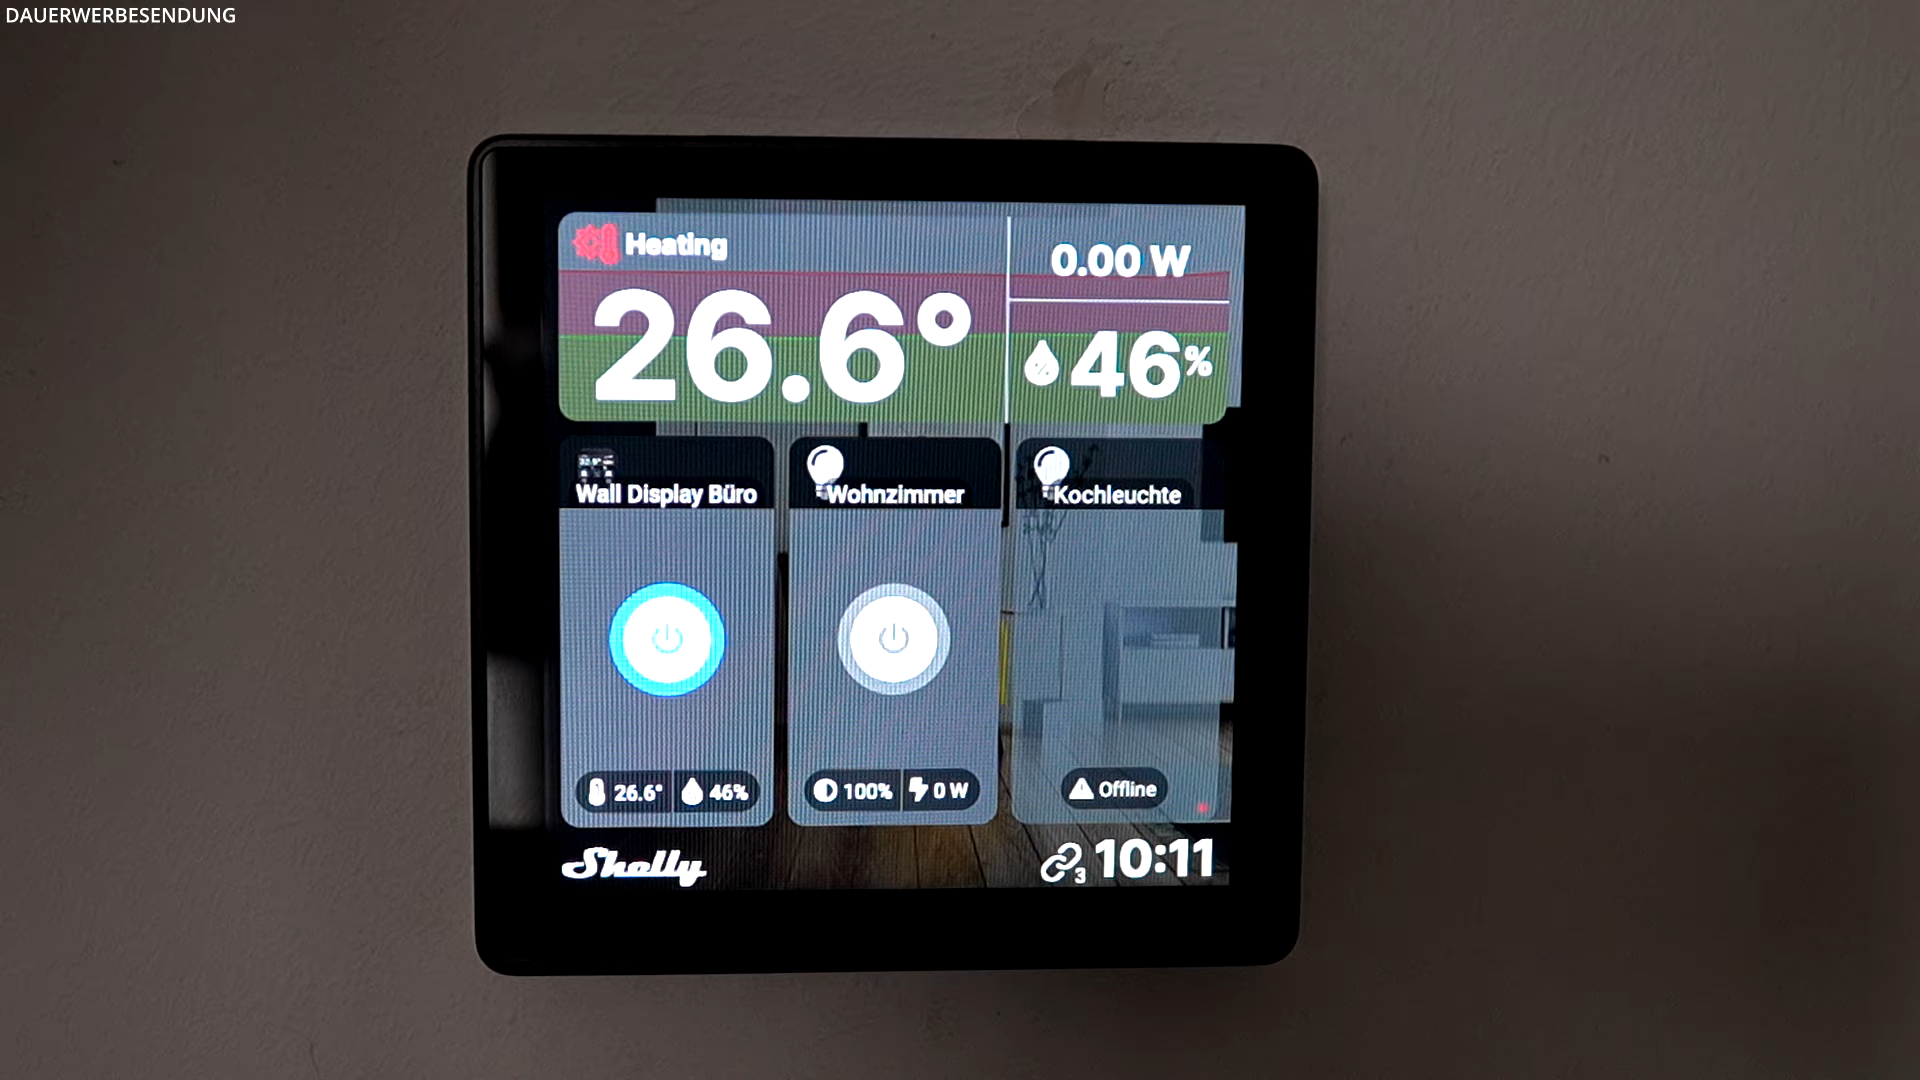 DAUERWERBESENDUNG
Heating
0.00 W
26.6°
46%
Wall Display Büro
Wohnzimmer
Kochleuchte
26.6° 46%
100% 0 W
Offline
Shelly
3 10:11